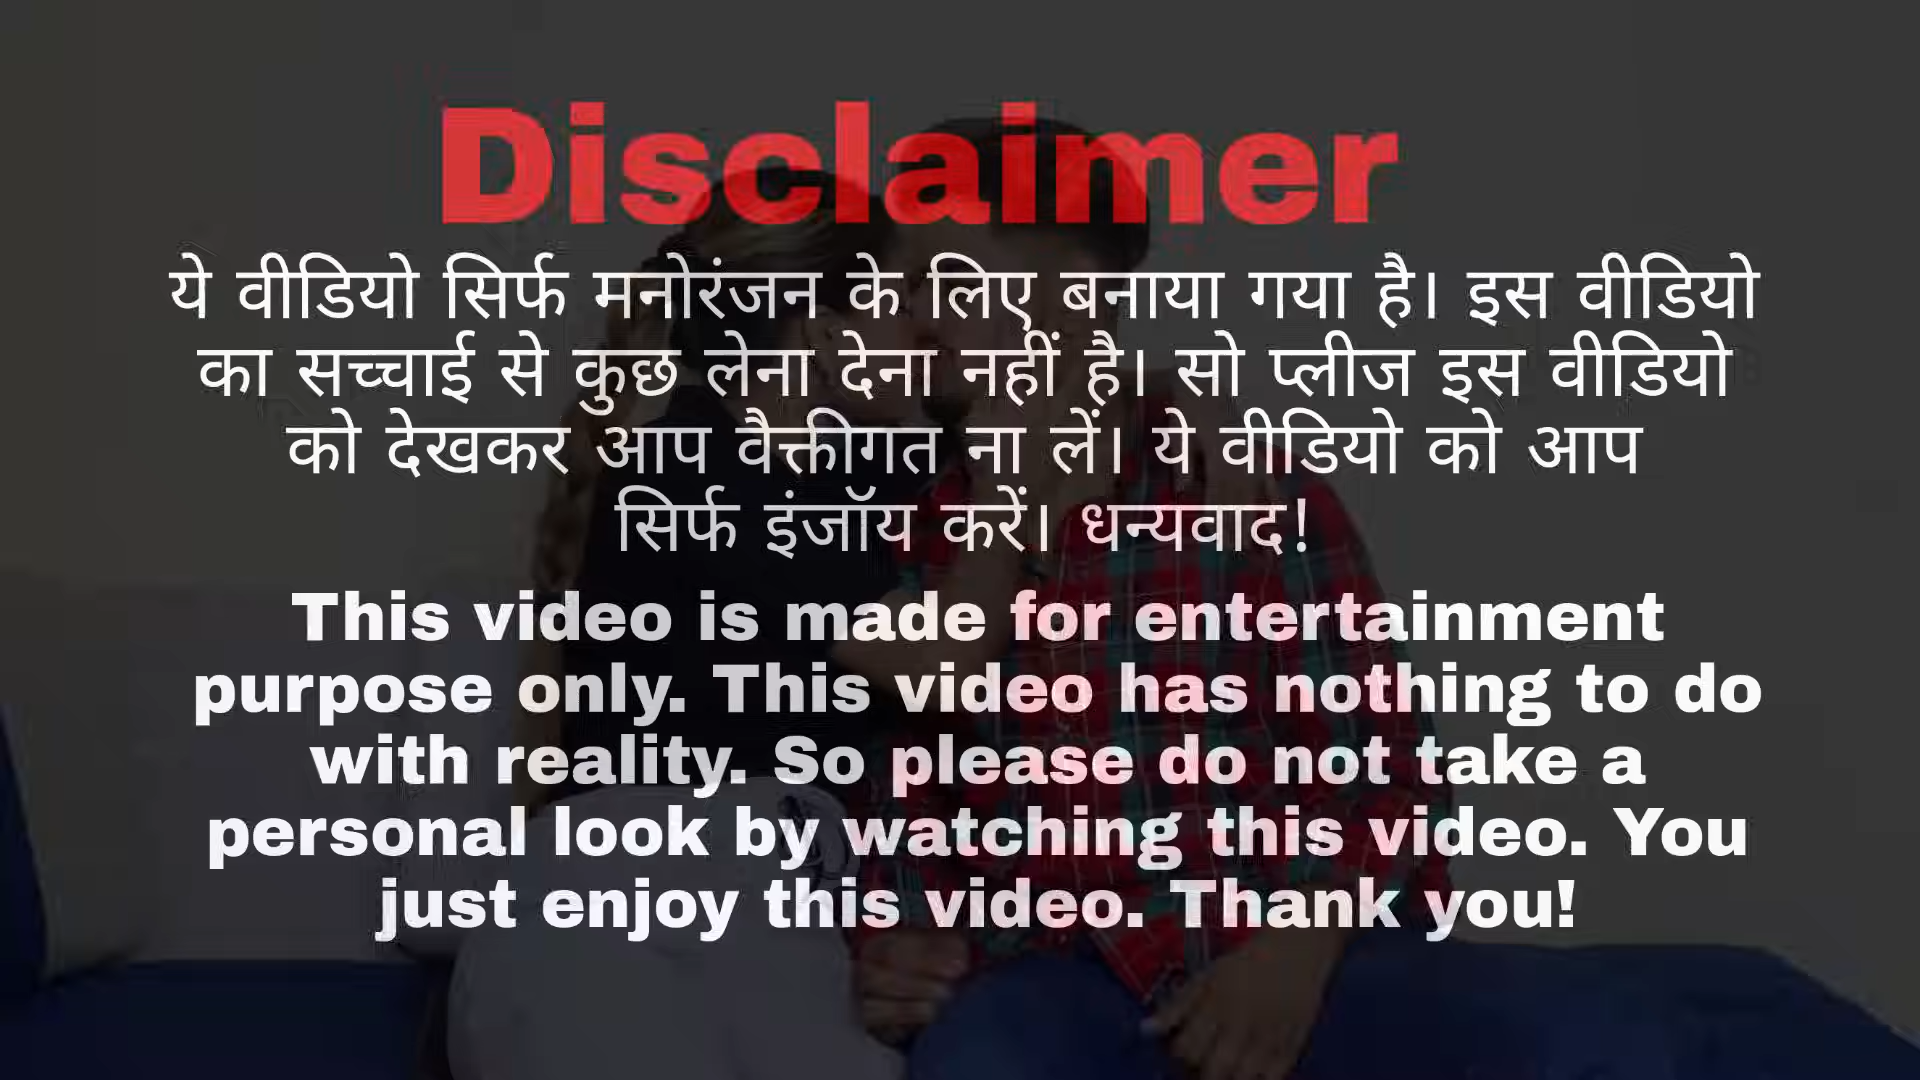 Disclaimer
ये वीडियो सिर्फ मनोरंजन के लिए बनाया गया है। इस वीडियो
का सच्चाई से कुछ लेना देना नहीं है। सो प्लीज इस वीडियो
को देखकर आप वैक्तीगत ना लें। ये वीडियो को आप
सिर्फ इंजॉय करें। धन्यवाद!
This video is made for entertainment
purpose only. This video has nothing to do
with reality. So please do not take a
personal look by watching this video. You
just enjoy this video. Thank you!